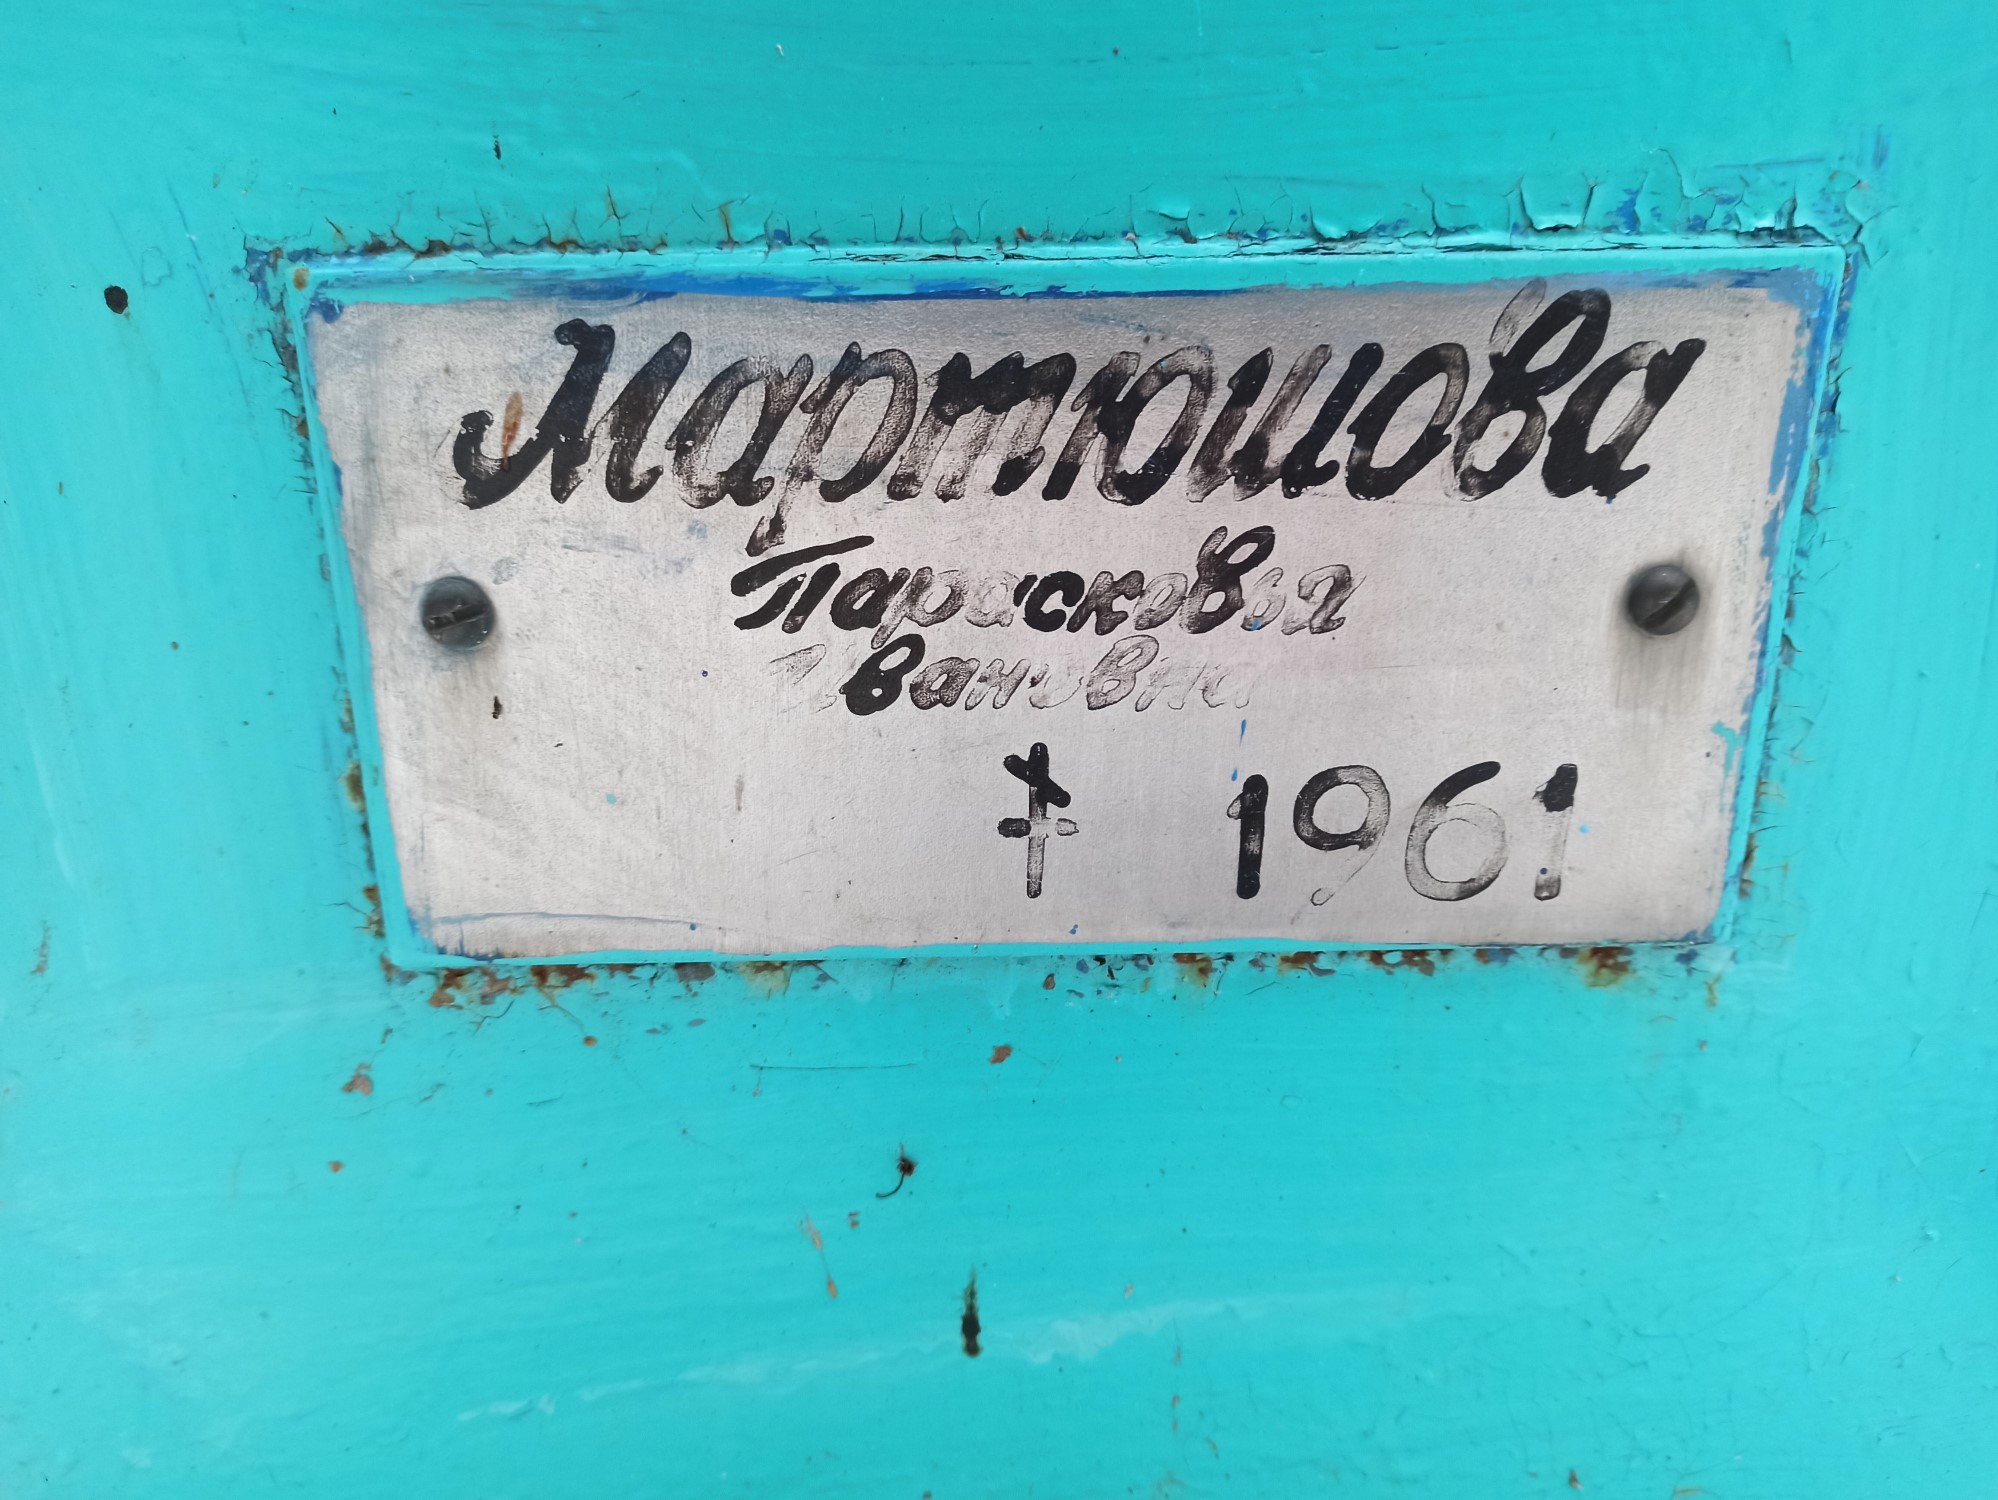 Мартюшова
Парасковья
Ивановна
† 1961